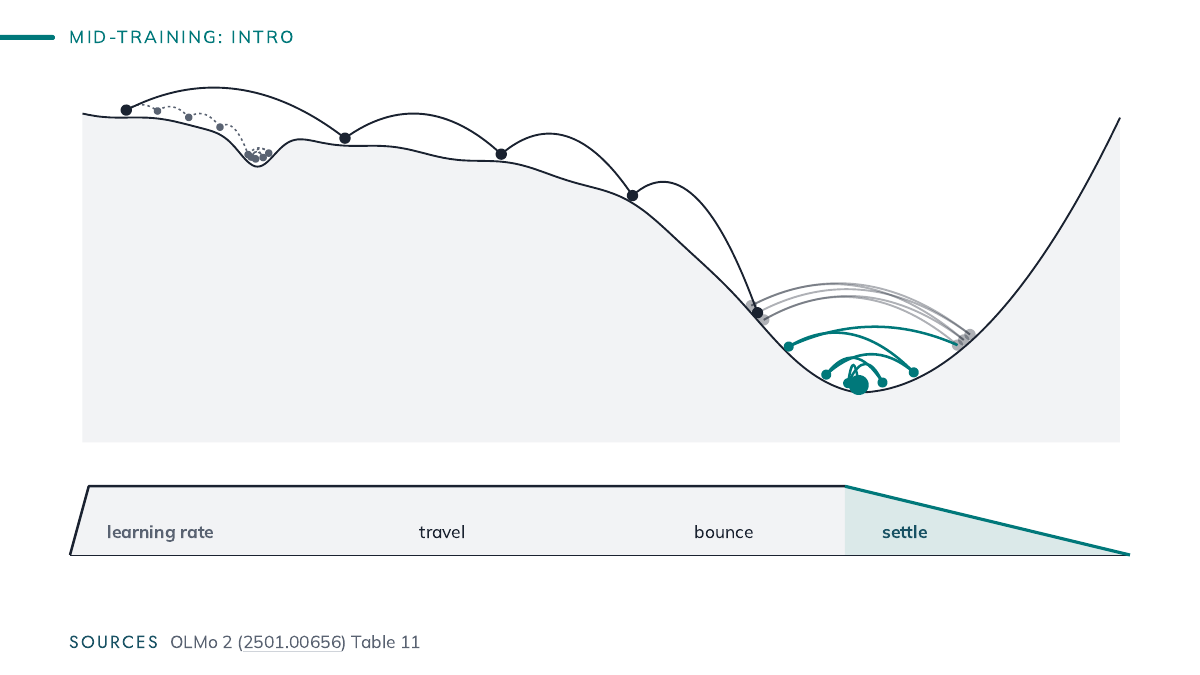 MID-TRAINING: INTRO
learning rate travel bounce settle
SOURCES OLMo 2 (2501.00656) Table 11